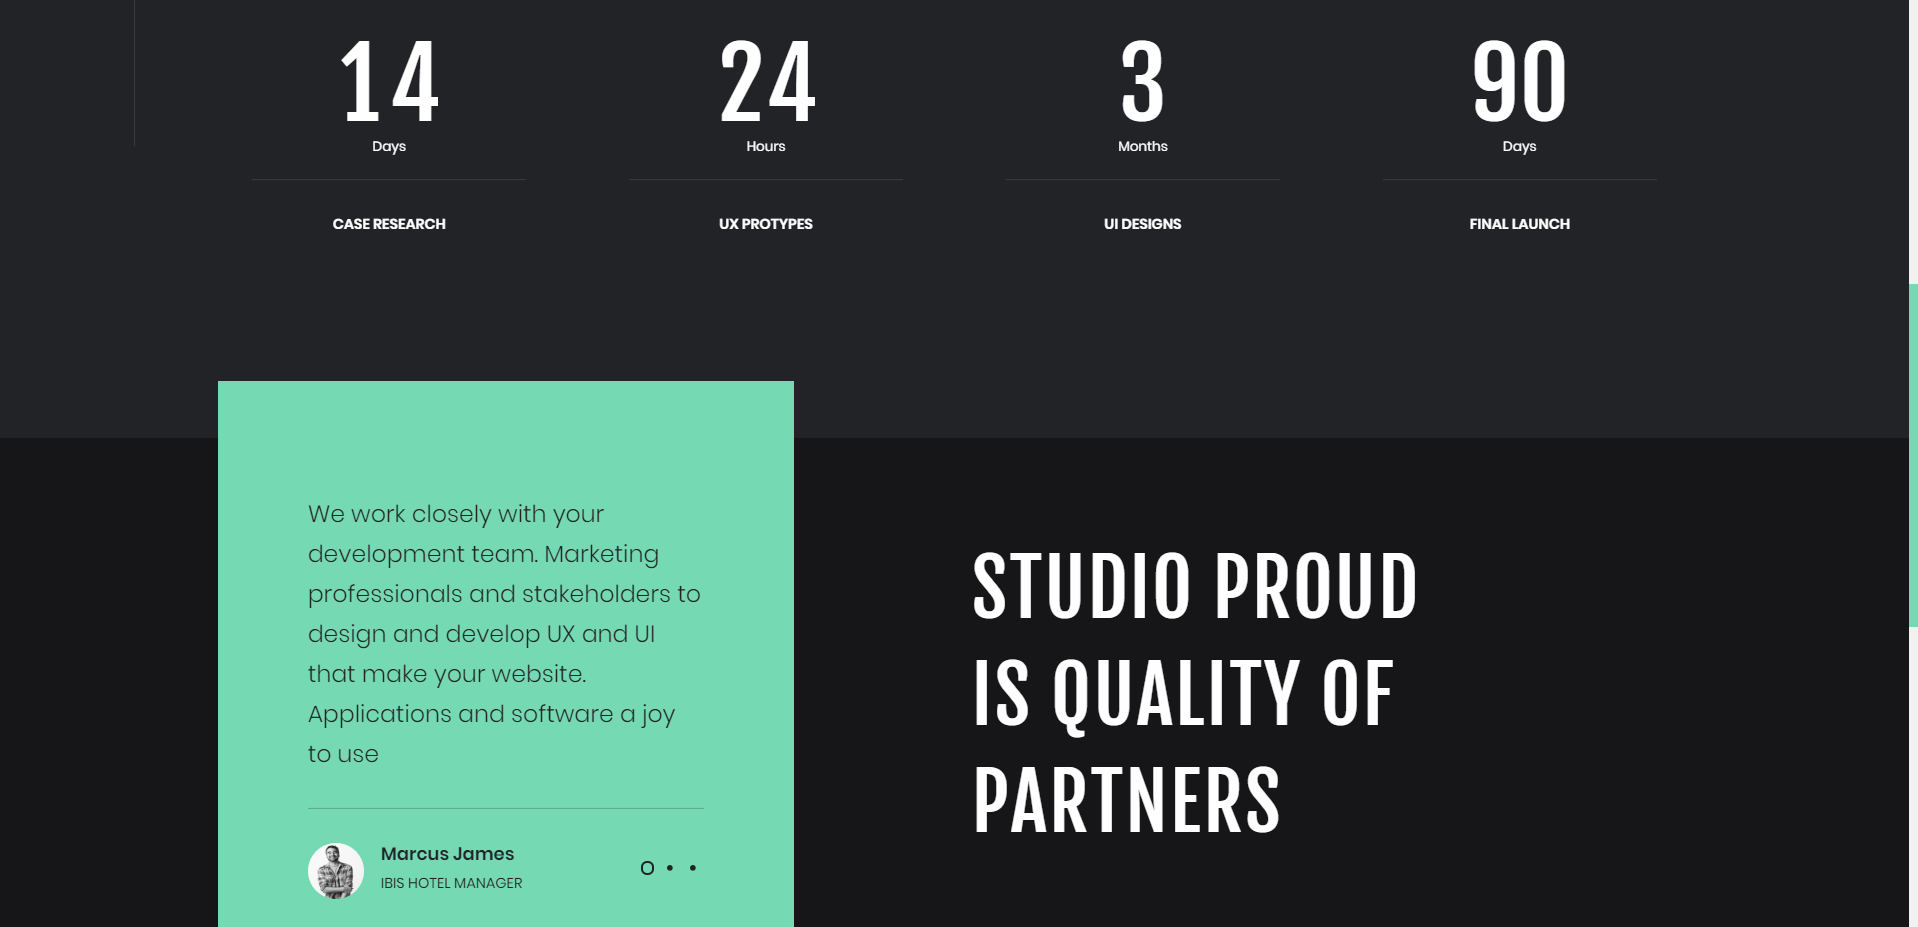 14
24
3
90
Days
Hours
Months
Days
CASE RESEARCH
UX PROTYPES
UI DESIGNS
FINAL LAUNCH
We work closely with your
development team. Marketing
professionals and stakeholders to
design and develop UX and UI
that make your website.
Applications and software a joy
to use
Marcus James
IBIS HOTEL MANAGER
STUDIO PROUD
IS QUALITY OF
PARTNERS